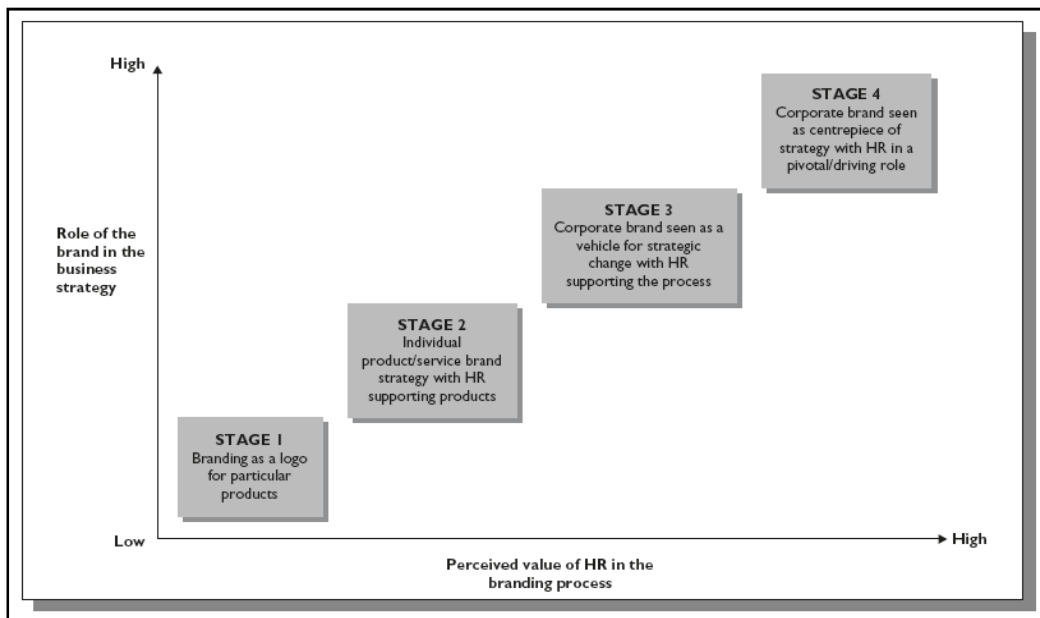 High
STAGE 4
Corporate brand seen
as centrepiece of
strategy with HR in a
pivotal/driving role
STAGE 3
Corporate brand seen as a
vehicle for strategic
change with HR
supporting the process
Role of the
brand in the
business
strategy
STAGE 2
Individual
product/service brand
strategy with HR
supporting products
STAGE 1
Branding as a logo
for particular
products
Low
High
Perceived value of HR in the
branding process